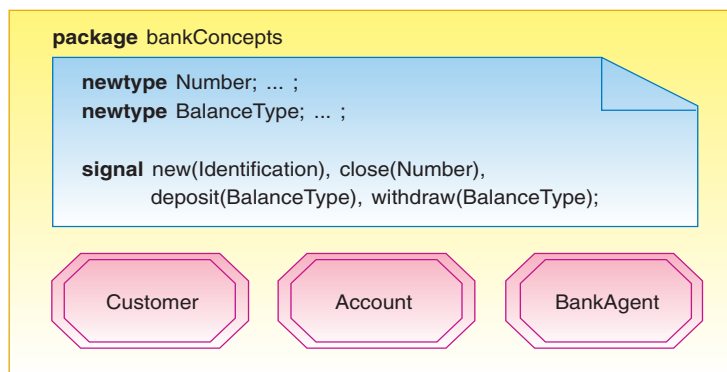 package bankConcepts
newtype Number; ... ;
newtype BalanceType; ... ;
signal new(Identification), close(Number),
deposit(BalanceType), withdraw(BalanceType);
Customer
Account
BankAgent